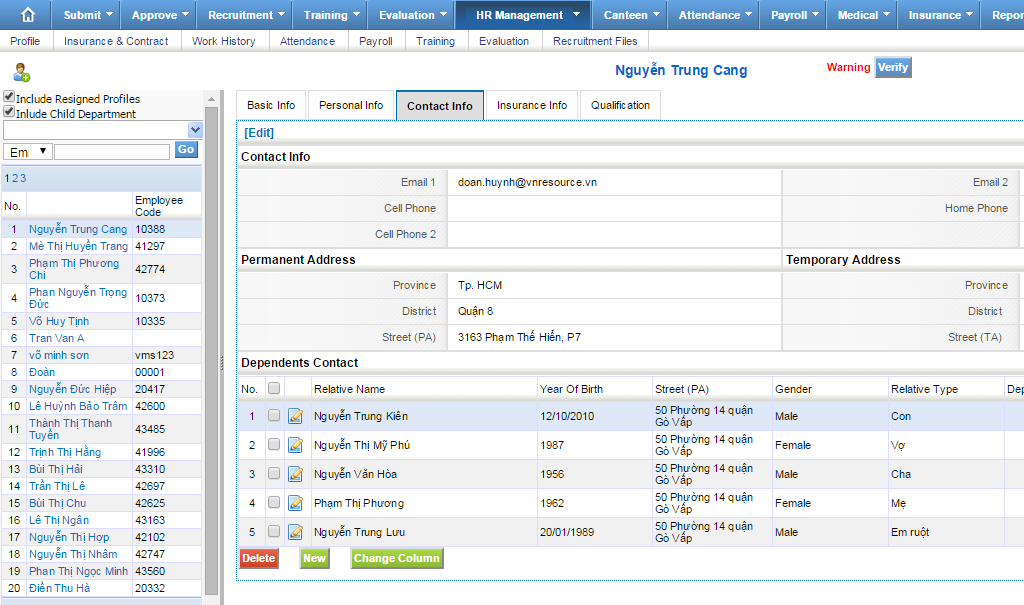 Submit Approve Recruitment Training Evaluation HR Management Canteen Attendance Payroll Medical Insurance
Profile Insurance & Contract Work History Attendance Payroll Training Evaluation Recruitment Files
Nguyễn Trung Cang Warning Verify
Include Resigned Profiles
Inlude Child Department
Em Go
1 2 3
No. Employee Code
1 Nguyễn Trung Cang 10388
2 Mè Thị Huyền Trang 41297
3 Phạm Thị Phương Chi 42774
4 Phan Nguyễn Trọng Đức 10373
5 Võ Huy Tịnh 10335
6 Tran Van A
7 võ minh sơn vms123
8 Đoàn 00001
9 Nguyễn Đức Hiệp 20417
10 Lê Huỳnh Bảo Trâm 42600
11 Thành Thị Thanh Tuyền 43485
12 Trịnh Thị Hằng 41996
13 Bùi Thị Hải 43310
14 Trần Thị Lê 42697
15 Bùi Thị Chu 42625
16 Lê Thị Ngân 43163
17 Nguyễn Thị Hợp 42102
18 Nguyễn Thị Nhâm 42747
19 Phan Thị Ngọc Minh 43560
20 Điền Thu Hà 20332
Basic Info Personal Info Contact Info Insurance Info Qualification
[Edit]
Contact Info
Email 1 doan.huynh@vnresource.vn Email 2
Cell Phone Home Phone
Cell Phone 2
Permanent Address Temporary Address
Province Tp. HCM Province
District Quận 8 District
Street (PA) 3163 Phạm Thế Hiển, P7 Street (TA)
Dependents Contact
No. Relative Name Year Of Birth Street (PA) Gender Relative Type
1 Nguyễn Trung Kiên 12/10/2010 50 Phường 14 quận Gò Vấp Male Con
2 Nguyễn Thị Mỹ Phú 1987 50 Phường 14 quận Gò Vấp Female Vợ
3 Nguyễn Văn Hòa 1956 50 Phường 14 quận Gò Vấp Male Cha
4 Phạm Thị Phương 1962 50 Phường 14 quận Gò Vấp Female Mẹ
5 Nguyễn Trung Lưu 20/01/1989 50 Phường 14 quận Gò Vấp Male Em ruột
Delete New Change Column